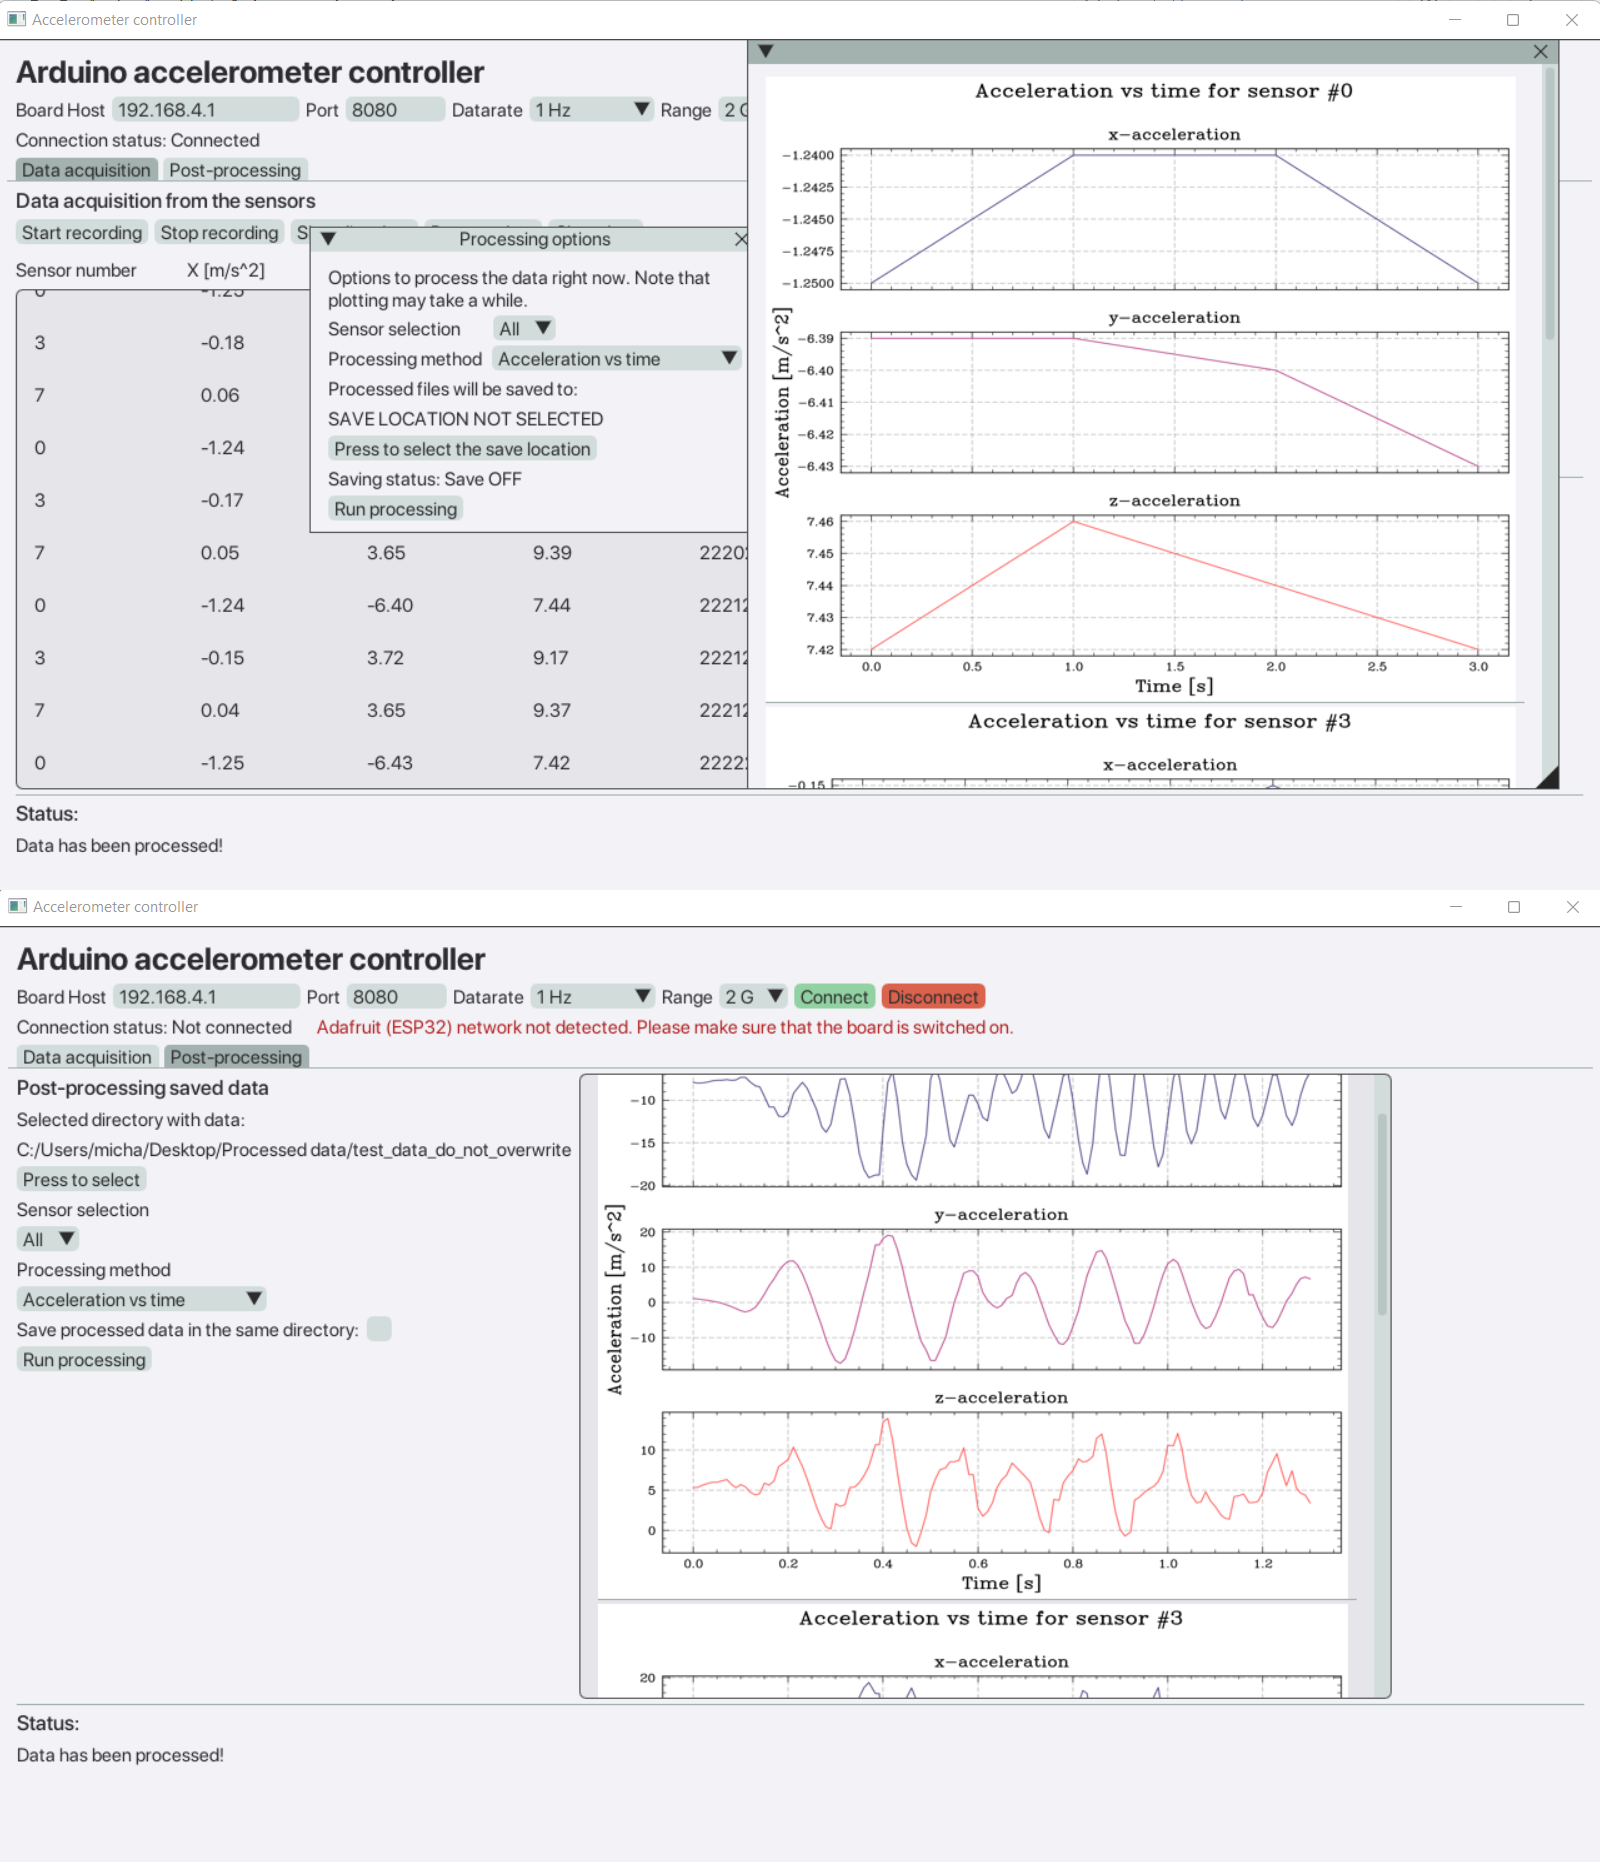 Accelerometer controller
Arduino accelerometer controller
Board Host 192.168.4.1 Port 8080 Datarate 1 Hz Range 2
Connection status: Connected
Data acquisition Post-processing
Data acquisition from the sensors
Start recording Stop recording
Sensor number X [m/s^2]
0 -1.25
3 -0.18
7 0.06
0 -1.24
3 -0.17
7 0.05 3.65 9.39 2220
0 -1.24 -6.40 7.44 22212
3 -0.15 3.72 9.17 22212
7 0.04 3.65 9.37 22212
0 -1.25 -6.43 7.42 2222
Processing options
Options to process the data right now. Note that
plotting may take a while.
Sensor selection All
Processing method Acceleration vs time
Processed files will be saved to:
SAVE LOCATION NOT SELECTED
Press to select the save location
Saving status: Save OFF
Run processing
Acceleration vs time for sensor #0
x-acceleration
-1.2400
-1.2425
-1.2450
-1.2475
-1.2500
y-acceleration
-6.39
-6.40
-6.41
-6.42
-6.43
Acceleration [m/s^2]
z-acceleration
7.46
7.45
7.44
7.43
7.42
0.0 0.5 1.0 1.5 2.0 2.5 3.0
Time [s]
Acceleration vs time for sensor #3
x-acceleration
-0.15
Status:
Data has been processed!
Accelerometer controller
Arduino accelerometer controller
Board Host 192.168.4.1 Port 8080 Datarate 1 Hz Range 2 G Connect Disconnect
Connection status: Not connected Adafruit (ESP32) network not detected. Please make sure that the board is switched on.
Data acquisition Post-processing
Post-processing saved data
Selected directory with data:
C:/Users/micha/Desktop/Processed data/test_data_do_not_overwrite
Press to select
Sensor selection
All
Processing method
Acceleration vs time
Save processed data in the same directory:
Run processing
-10
-15
-20
y-acceleration
20
10
0
-10
Acceleration [m/s^2]
z-acceleration
10
5
0
0.0 0.2 0.4 0.6 0.8 1.0 1.2
Time [s]
Acceleration vs time for sensor #3
x-acceleration
20
Status:
Data has been processed!